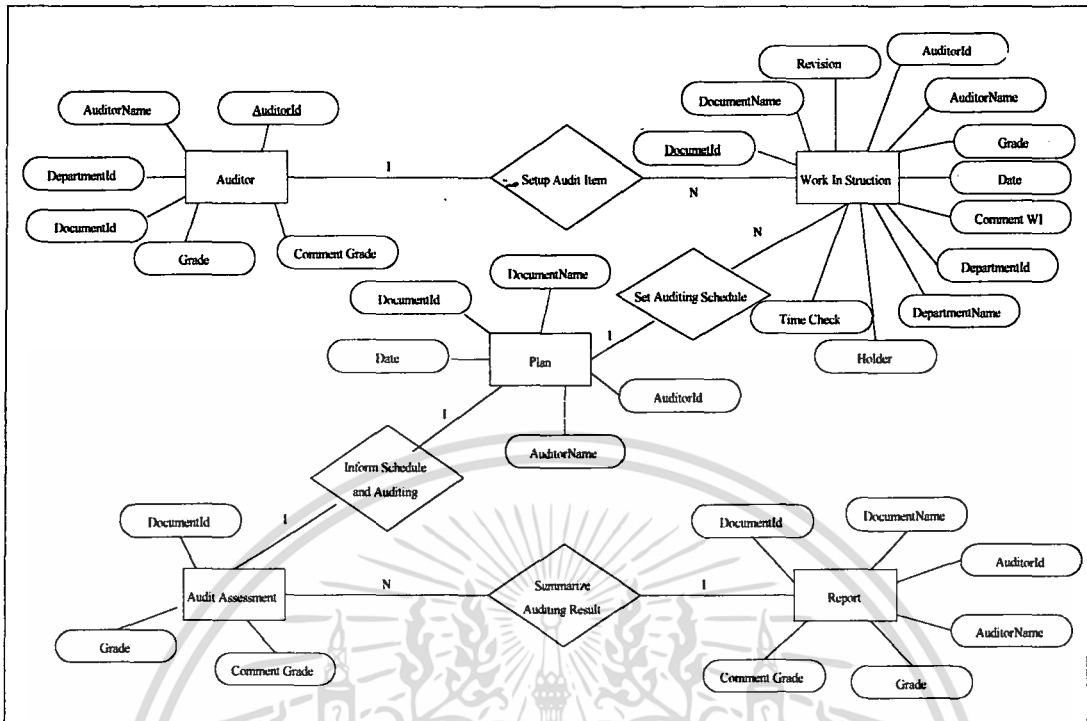 Revision
AuditorId
AuditorName
AuditorId
DocumentName
AuditorName
DocumetId
Grade
DepartmentId
Auditor
1
Setup Audit Item
N
Work In Struction
Date
DocumentId
Comment WI
Grade
Comment Grade
N
DepartmentId
DocumentName
DocumentId
Set Auditing Schedule
DepartmentName
Time Check
1
Date
Plan
Holder
AuditorId
1
AuditorName
Inform Schedule
and Auditing
DocumentId
DocumentId
DocumentName
1
AuditorId
Audit Assessment
N
Summarize
Auditing Result
1
Report
AuditorName
Grade
Comment Grade
Comment Grade
Grade